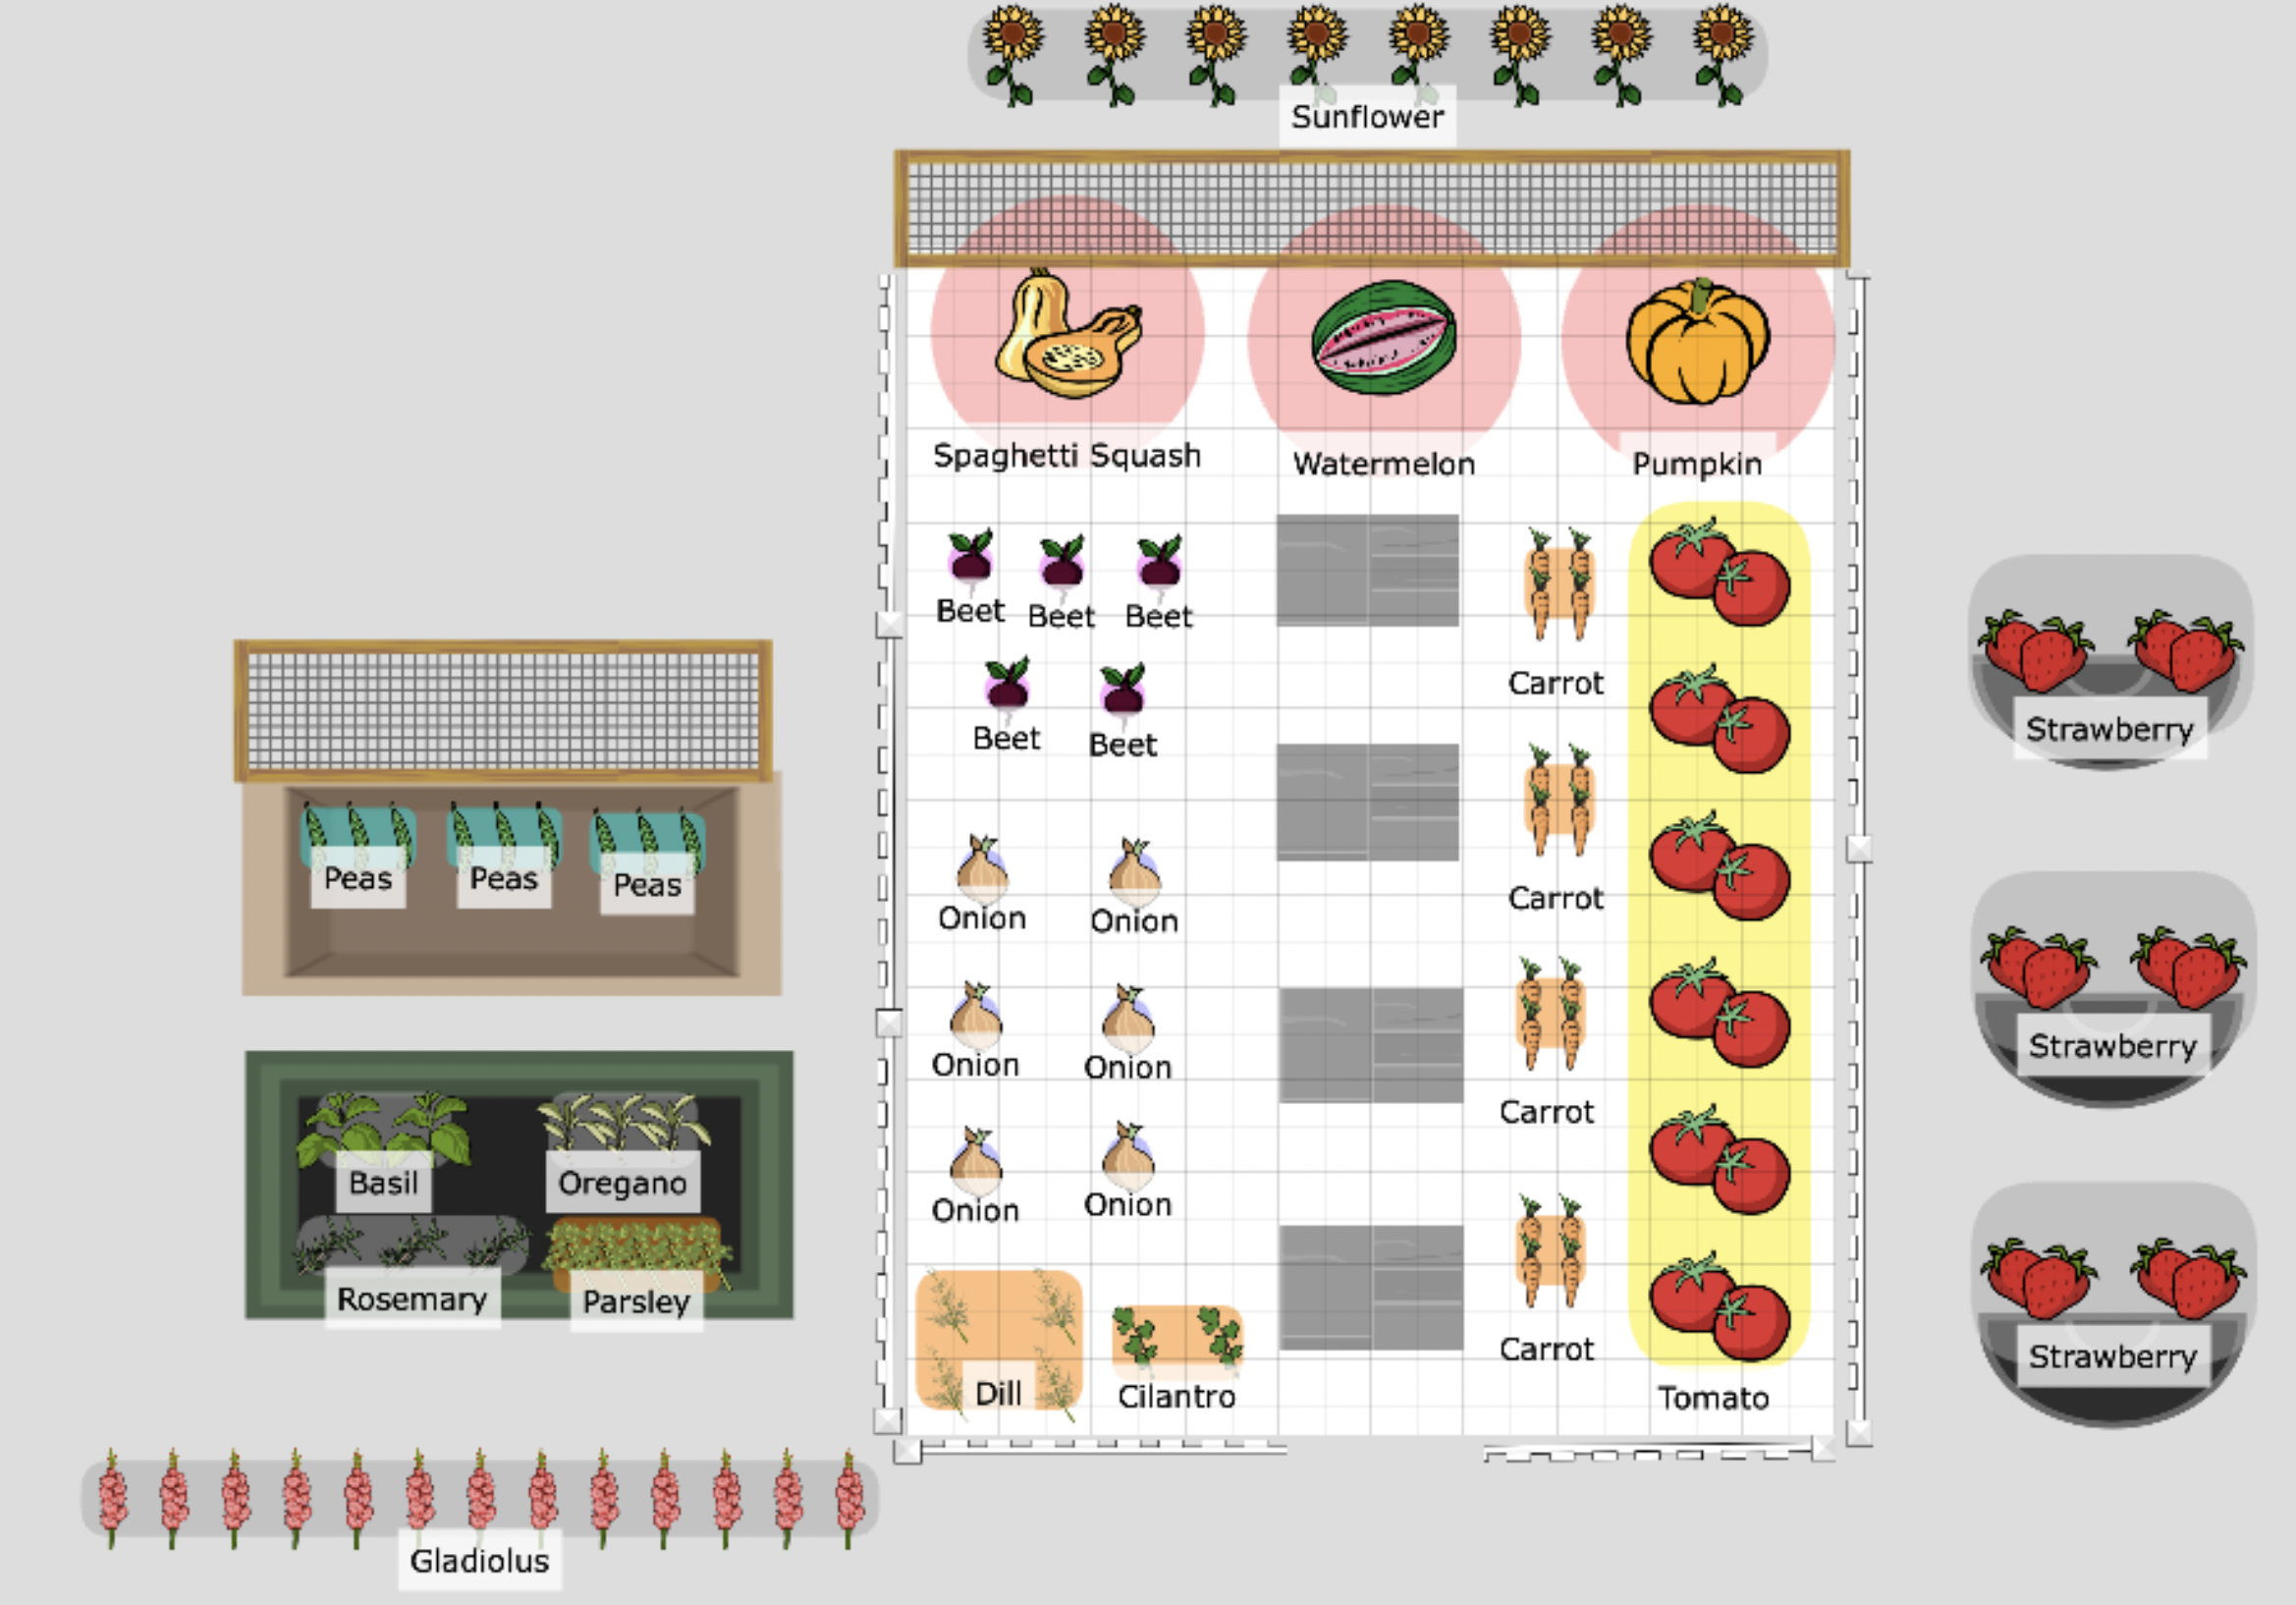 Sunflower
Spaghetti Squash
Watermelon
Pumpkin
Beet
Beet
Beet
Carrot
Beet
Beet
Strawberry
Peas
Peas
Peas
Onion
Onion
Carrot
Strawberry
Onion
Onion
Carrot
Basil
Oregano
Onion
Onion
Rosemary
Parsley
Carrot
Strawberry
Dill
Cilantro
Tomato
Gladiolus